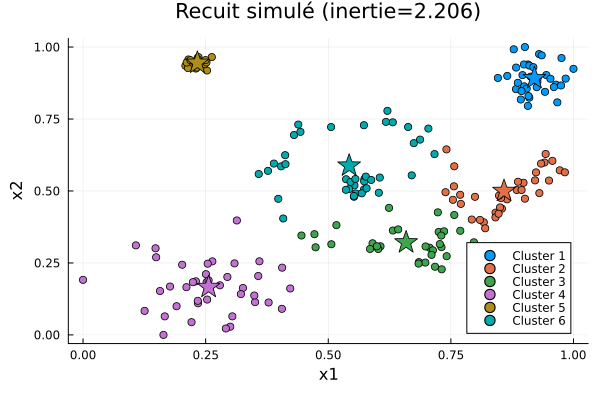 Recuit simulé (inertie=2.206)
1.00
0.75
0.50
0.25
0.00
x2
0.00
0.25
0.50
0.75
1.00
x1
Cluster 1
Cluster 2
Cluster 3
Cluster 4
Cluster 5
Cluster 6